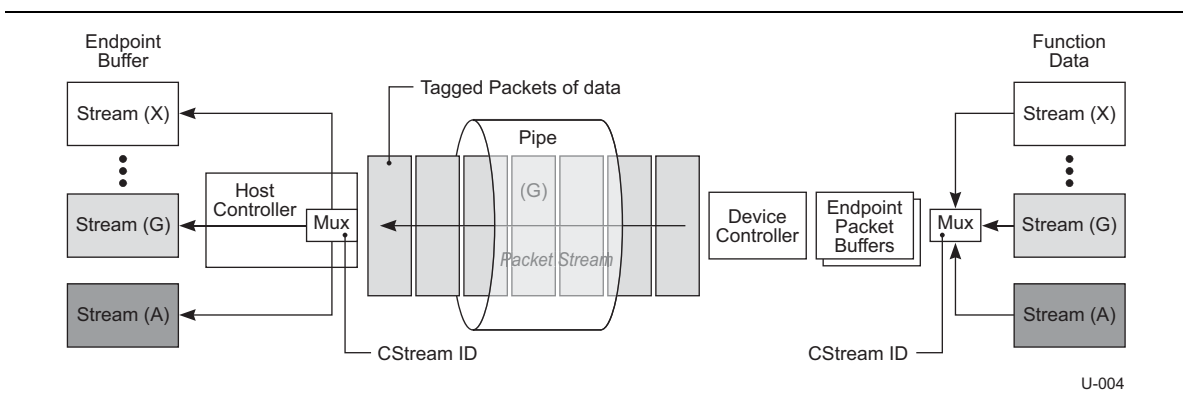 Endpoint
Buffer
Function
Data
Tagged Packets of data
Stream (X)
Pipe
Stream (X)
(G)
Host
Controller
Mux
Stream (G)
Device
Controller
Endpoint
Packet
Buffers
Mux
Stream (G)
Packet Stream
Stream (A)
Stream (A)
CStream ID
CStream ID
U-004